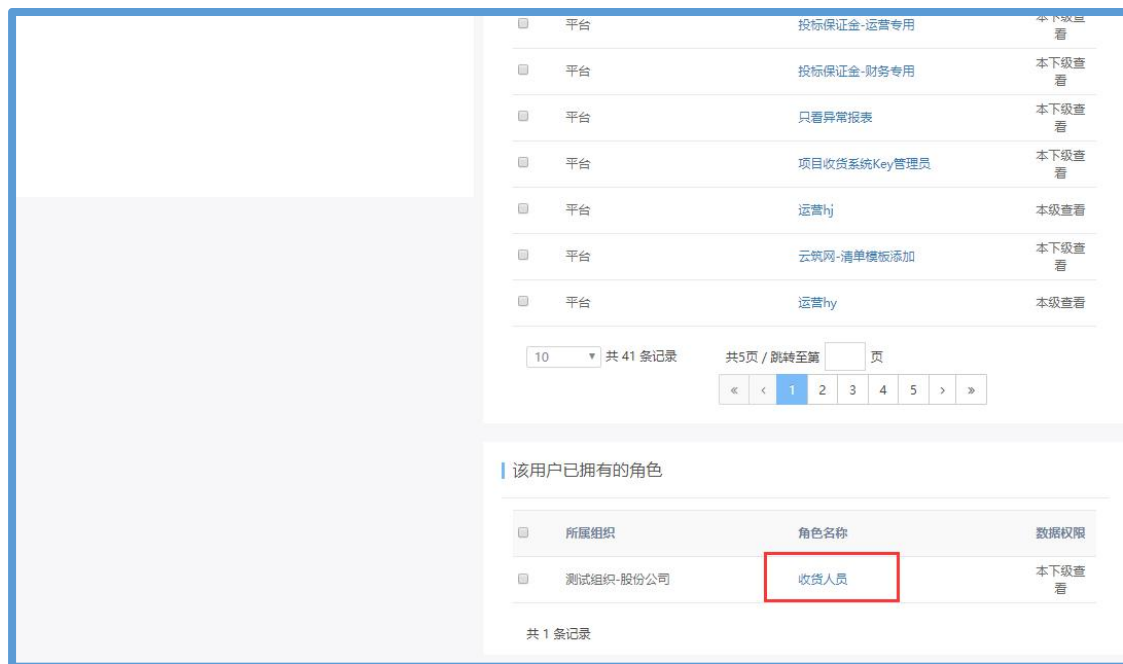 平台 投标保证金-运营专用 本下级查
看
平台 投标保证金-财务专用 本下级查
看
平台 只看异常报表 本下级查
看
平台 项目收货系统Key管理员 本下级查
看
平台 运营hj 本级查看
平台 云筑网-清单模板添加 本下级查
看
平台 运营hy 本级查看
10 共 41 条记录 共5页 / 跳转至第 页
« ‹ 1 2 3 4 5 › »
该用户已拥有的角色
所属组织 角色名称 数据权限
测试组织-股份公司 收货人员 本下级查
看
共 1 条记录